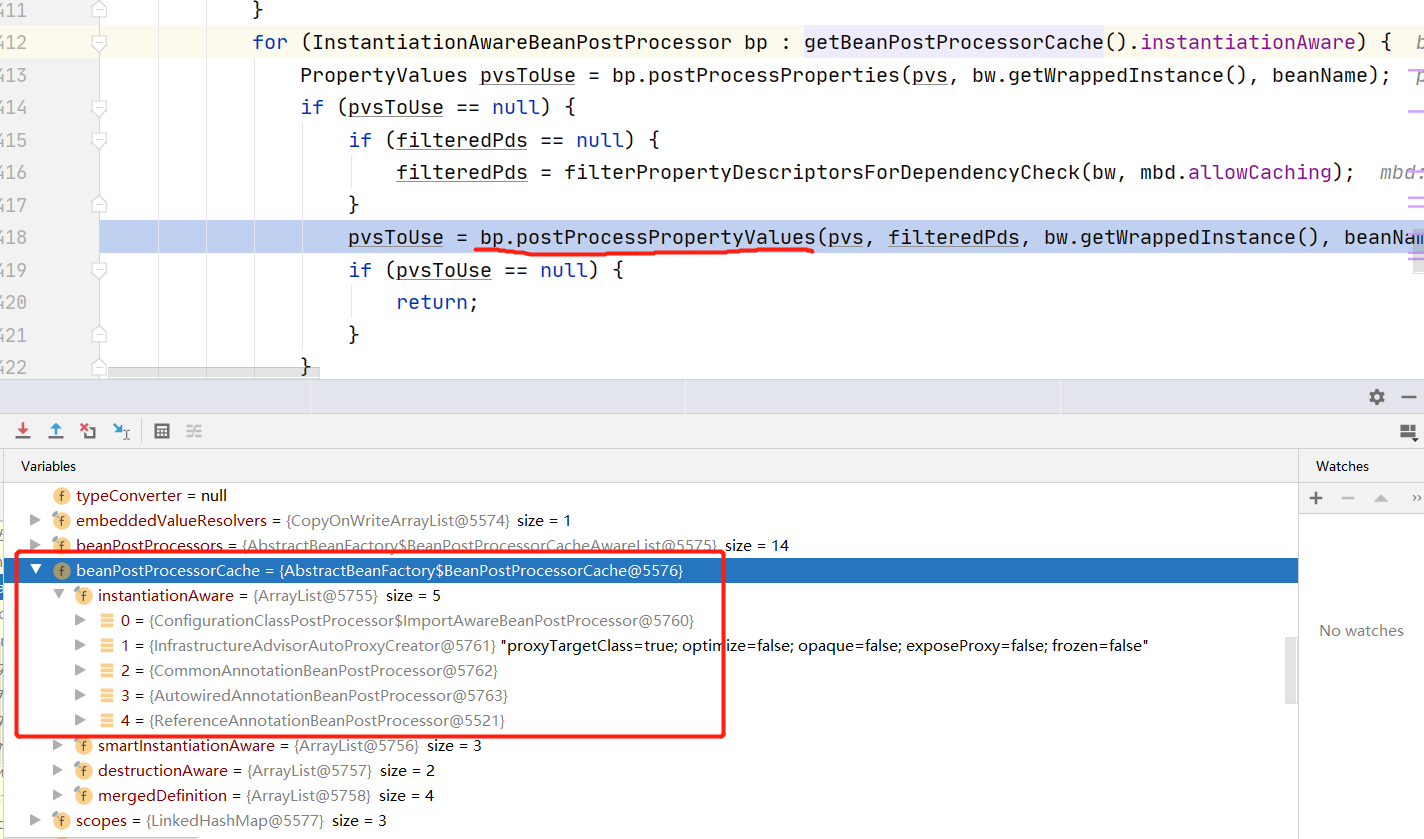 411 }
412 for (InstantiationAwareBeanPostProcessor bp : getBeanPostProcessorCache().instantiationAware) {
413 PropertyValues pvsToUse = bp.postProcessProperties(pvs, bw.getWrappedInstance(), beanName);
414 if (pvsToUse == null) {
415 if (filteredPds == null) {
416 filteredPds = filterPropertyDescriptorsForDependencyCheck(bw, mbd.allowCaching); mbd:
417 }
418 pvsToUse = bp.postProcessPropertyValues(pvs, filteredPds, bw.getWrappedInstance(), beanNam
419 if (pvsToUse == null) {
420 return;
421 }
422 }
Variables
Watches
f typeConverter = null
f embeddedValueResolvers = {CopyOnWriteArrayList@5574} size = 1
f beanPostProcessors = {AbstractBeanFactory$BeanPostProcessorCacheAwareList@5575} size = 14
f beanPostProcessorCache = {AbstractBeanFactory$BeanPostProcessorCache@5576}
f instantiationAware = {ArrayList@5755} size = 5
0 = {ConfigurationClassPostProcessor$ImportAwareBeanPostProcessor@5760}
1 = {InfrastructureAdvisorAutoProxyCreator@5761} "proxyTargetClass=true; optimize=false; opaque=false; exposeProxy=false; frozen=false"
2 = {CommonAnnotationBeanPostProcessor@5762}
3 = {AutowiredAnnotationBeanPostProcessor@5763}
4 = {ReferenceAnnotationBeanPostProcessor@5521}
f smartInstantiationAware = {ArrayList@5756} size = 3
f destructionAware = {ArrayList@5757} size = 2
f mergedDefinition = {ArrayList@5758} size = 4
f scopes = {LinkedHashMap@5577} size = 3
No watches